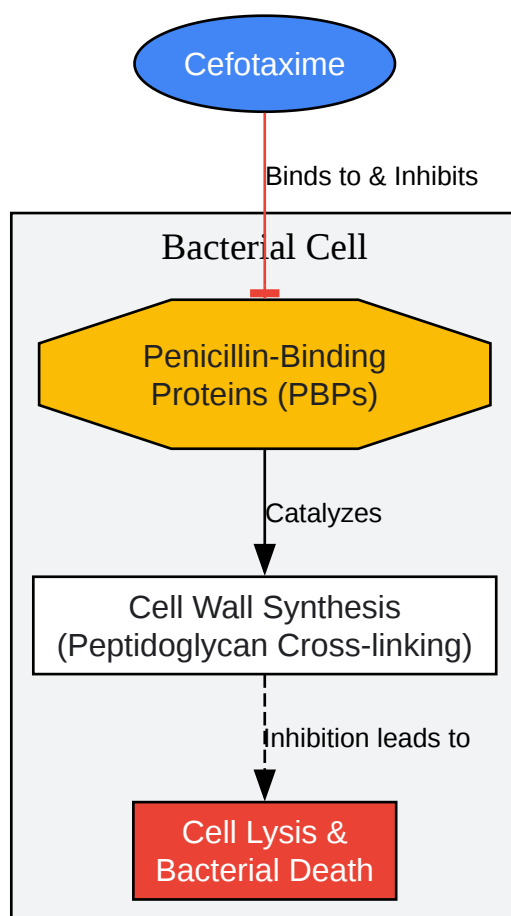 Cefotaxime
Binds to & Inhibits
Bacterial Cell
Penicillin-Binding
Proteins (PBPs)
Catalyzes
Cell Wall Synthesis
(Peptidoglycan Cross-linking)
Inhibition leads to
Cell Lysis &
Bacterial Death